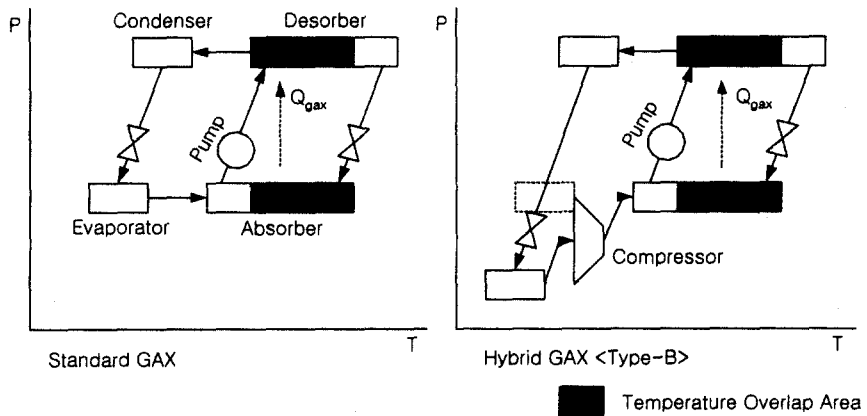 P
Condenser
Desorber
Q_gax
Pump
Evaporator
Absorber
T
Standard GAX
P
Q_gax
Pump
Compressor
T
Hybrid GAX <Type-B>
Temperature Overlap Area